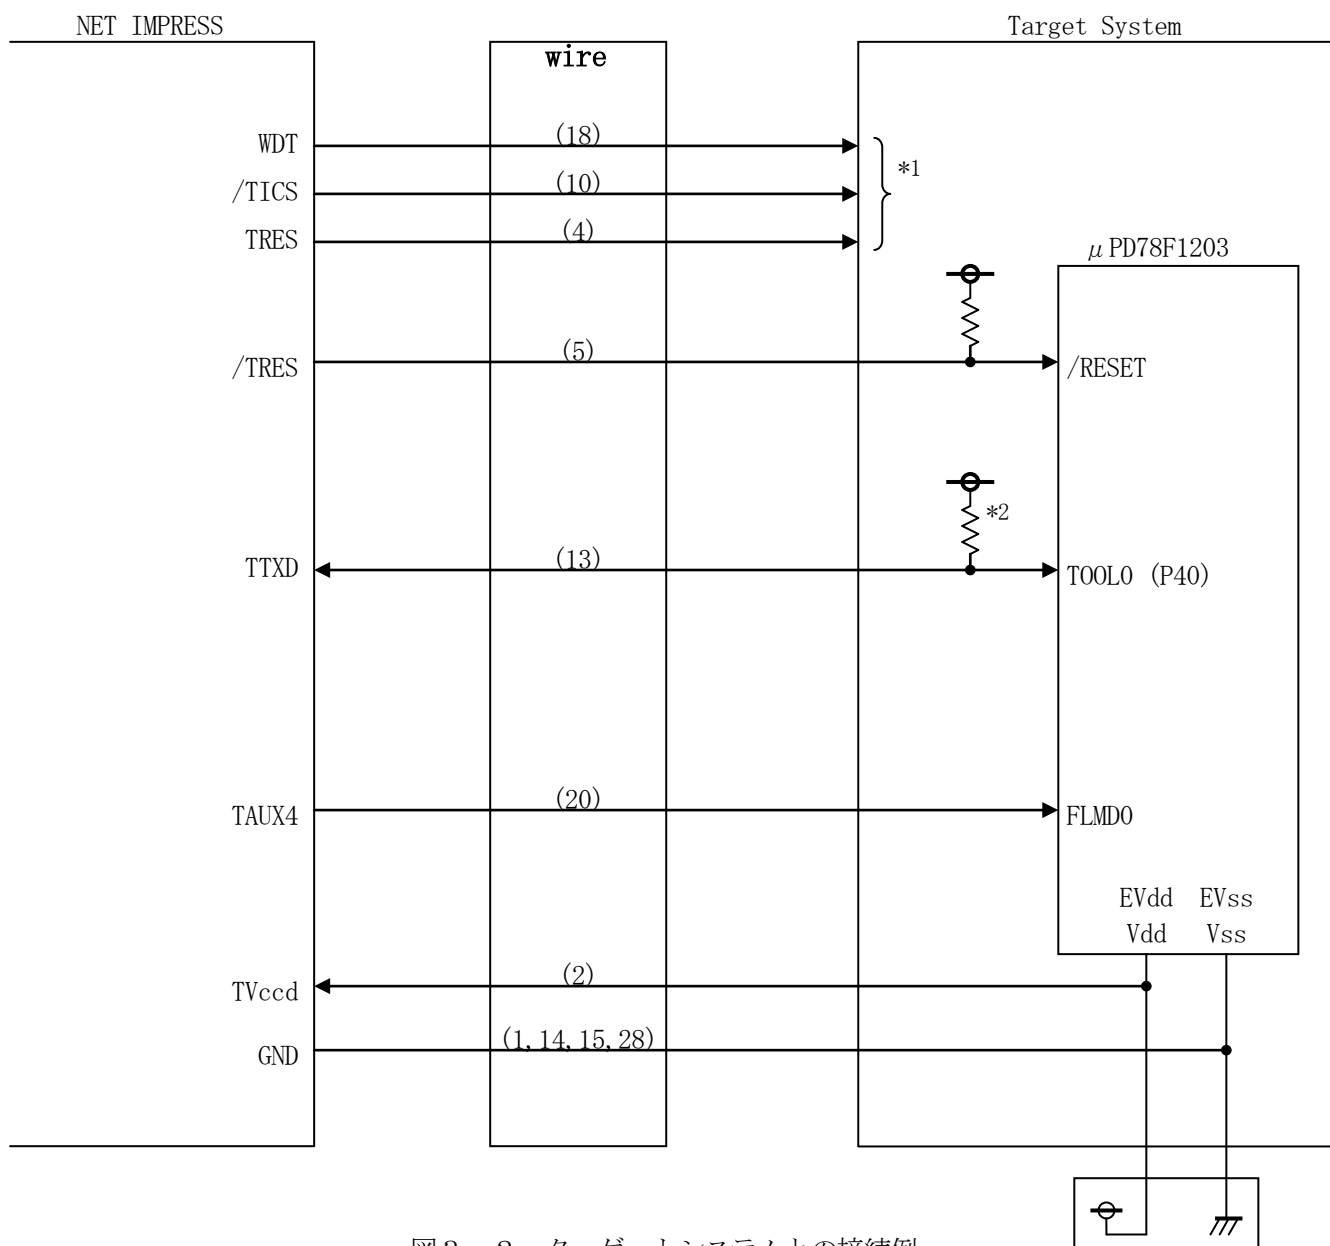 NET IMPRESS
wire
Target System
WDT
(18)
*1
/TICS
(10)
TRES
(4)
μPD78F1203
/TRES
(5)
/RESET
*2
TTXD
(13)
TOOL0 (P40)
TAUX4
(20)
FLMD0
EVdd EVss
Vdd Vss
TVccd
(2)
GND
(1,14,15,28)